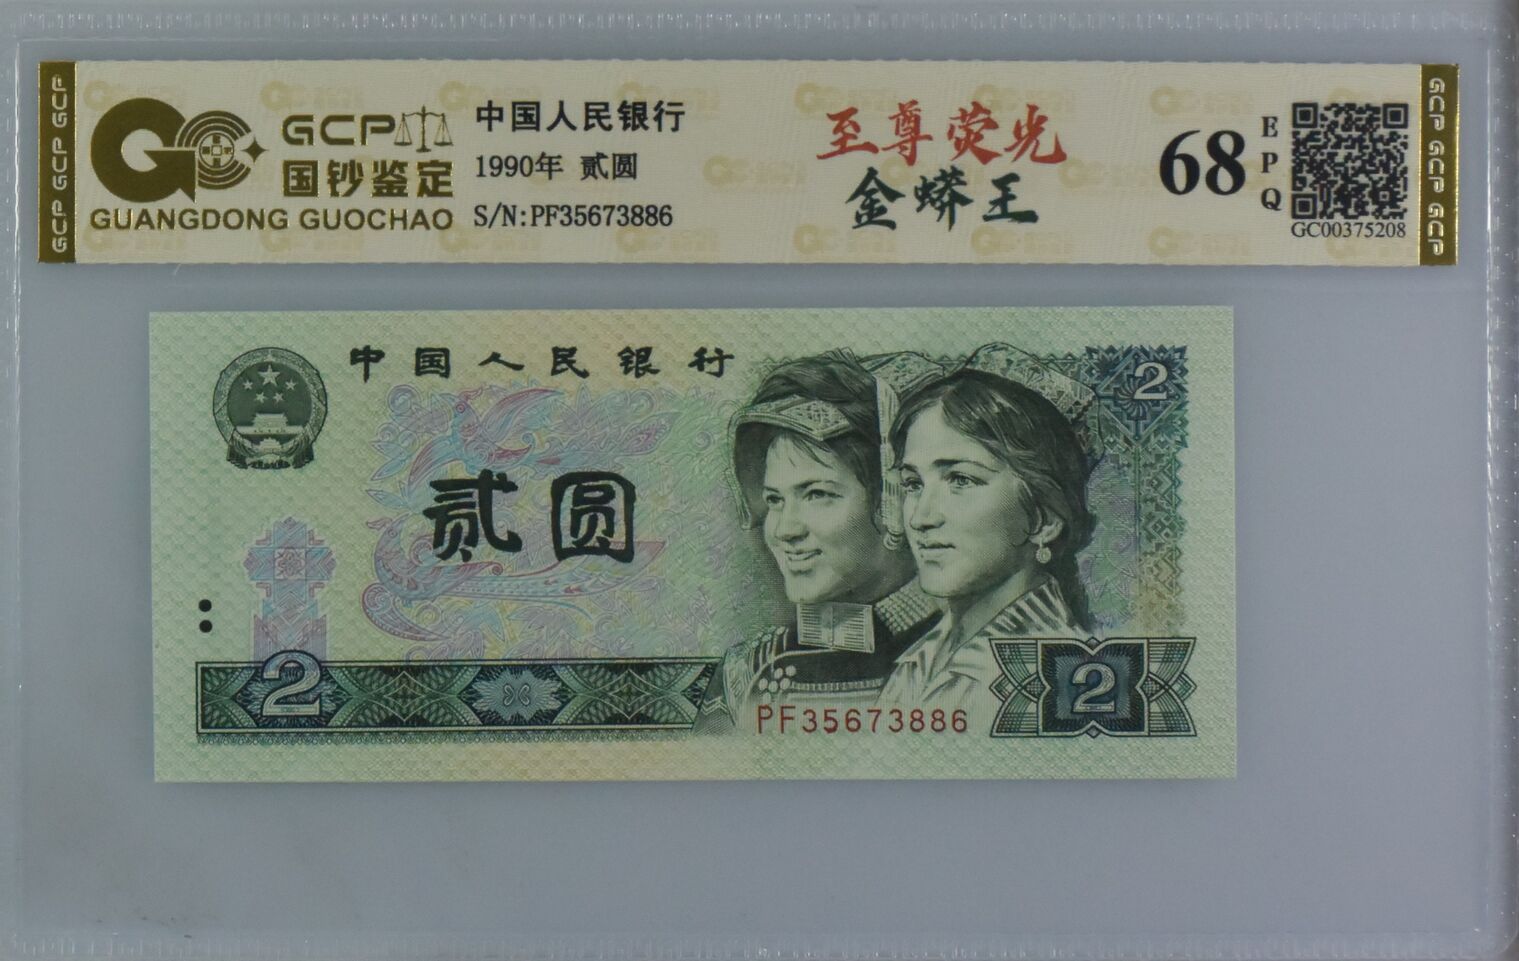 GCP GCP GCP
GCP
国钞鉴定
GUANGDONG GUOCHAO
中国人民银行
1990年 贰圆
S/N:PF35673886
至尊荧光
金蟒王
68
EPQ
GC00375208
GCP GCP GCP
中国人民银行
2
贰圆
2
2
PF35673886